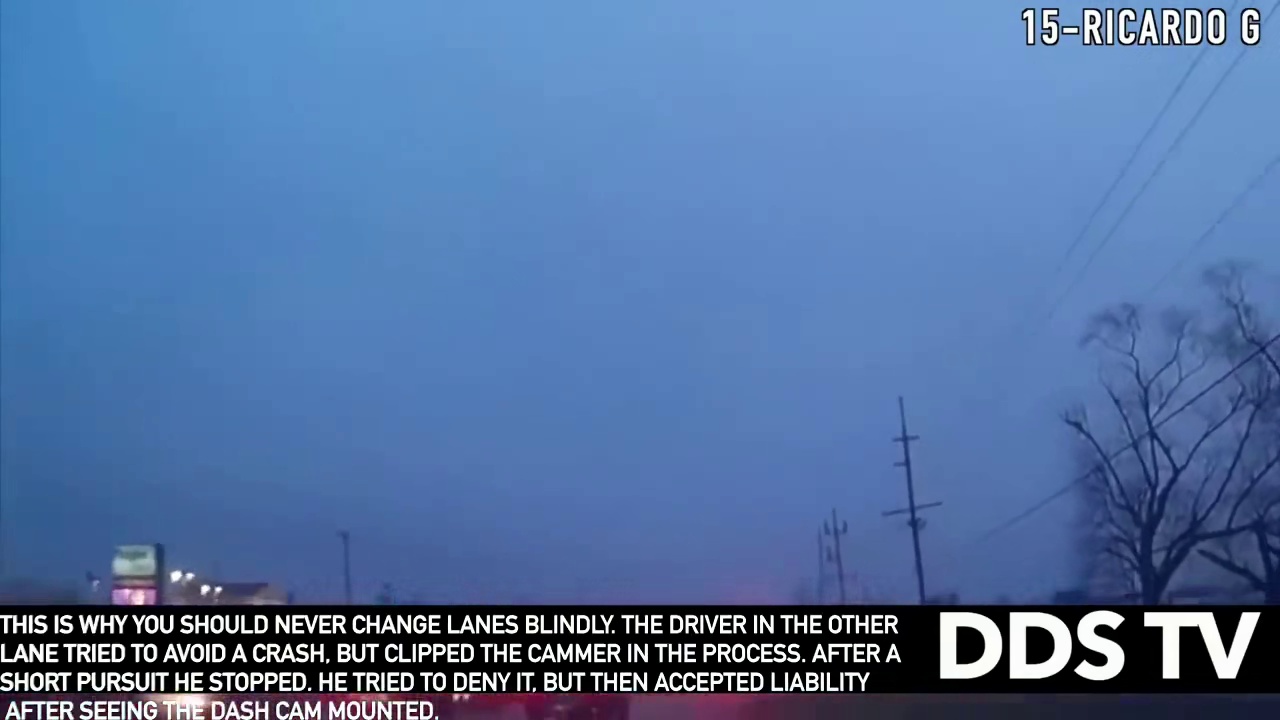 15-RICARDO G
THIS IS WHY YOU SHOULD NEVER CHANGE LANES BLINDLY. THE DRIVER IN THE OTHER
LANE TRIED TO AVOID A CRASH, BUT CLIPPED THE CAMMER IN THE PROCESS. AFTER A
SHORT PURSUIT HE STOPPED. HE TRIED TO DENY IT, BUT THEN ACCEPTED LIABILITY
AFTER SEEING THE DASH CAM MOUNTED.
DDS TV